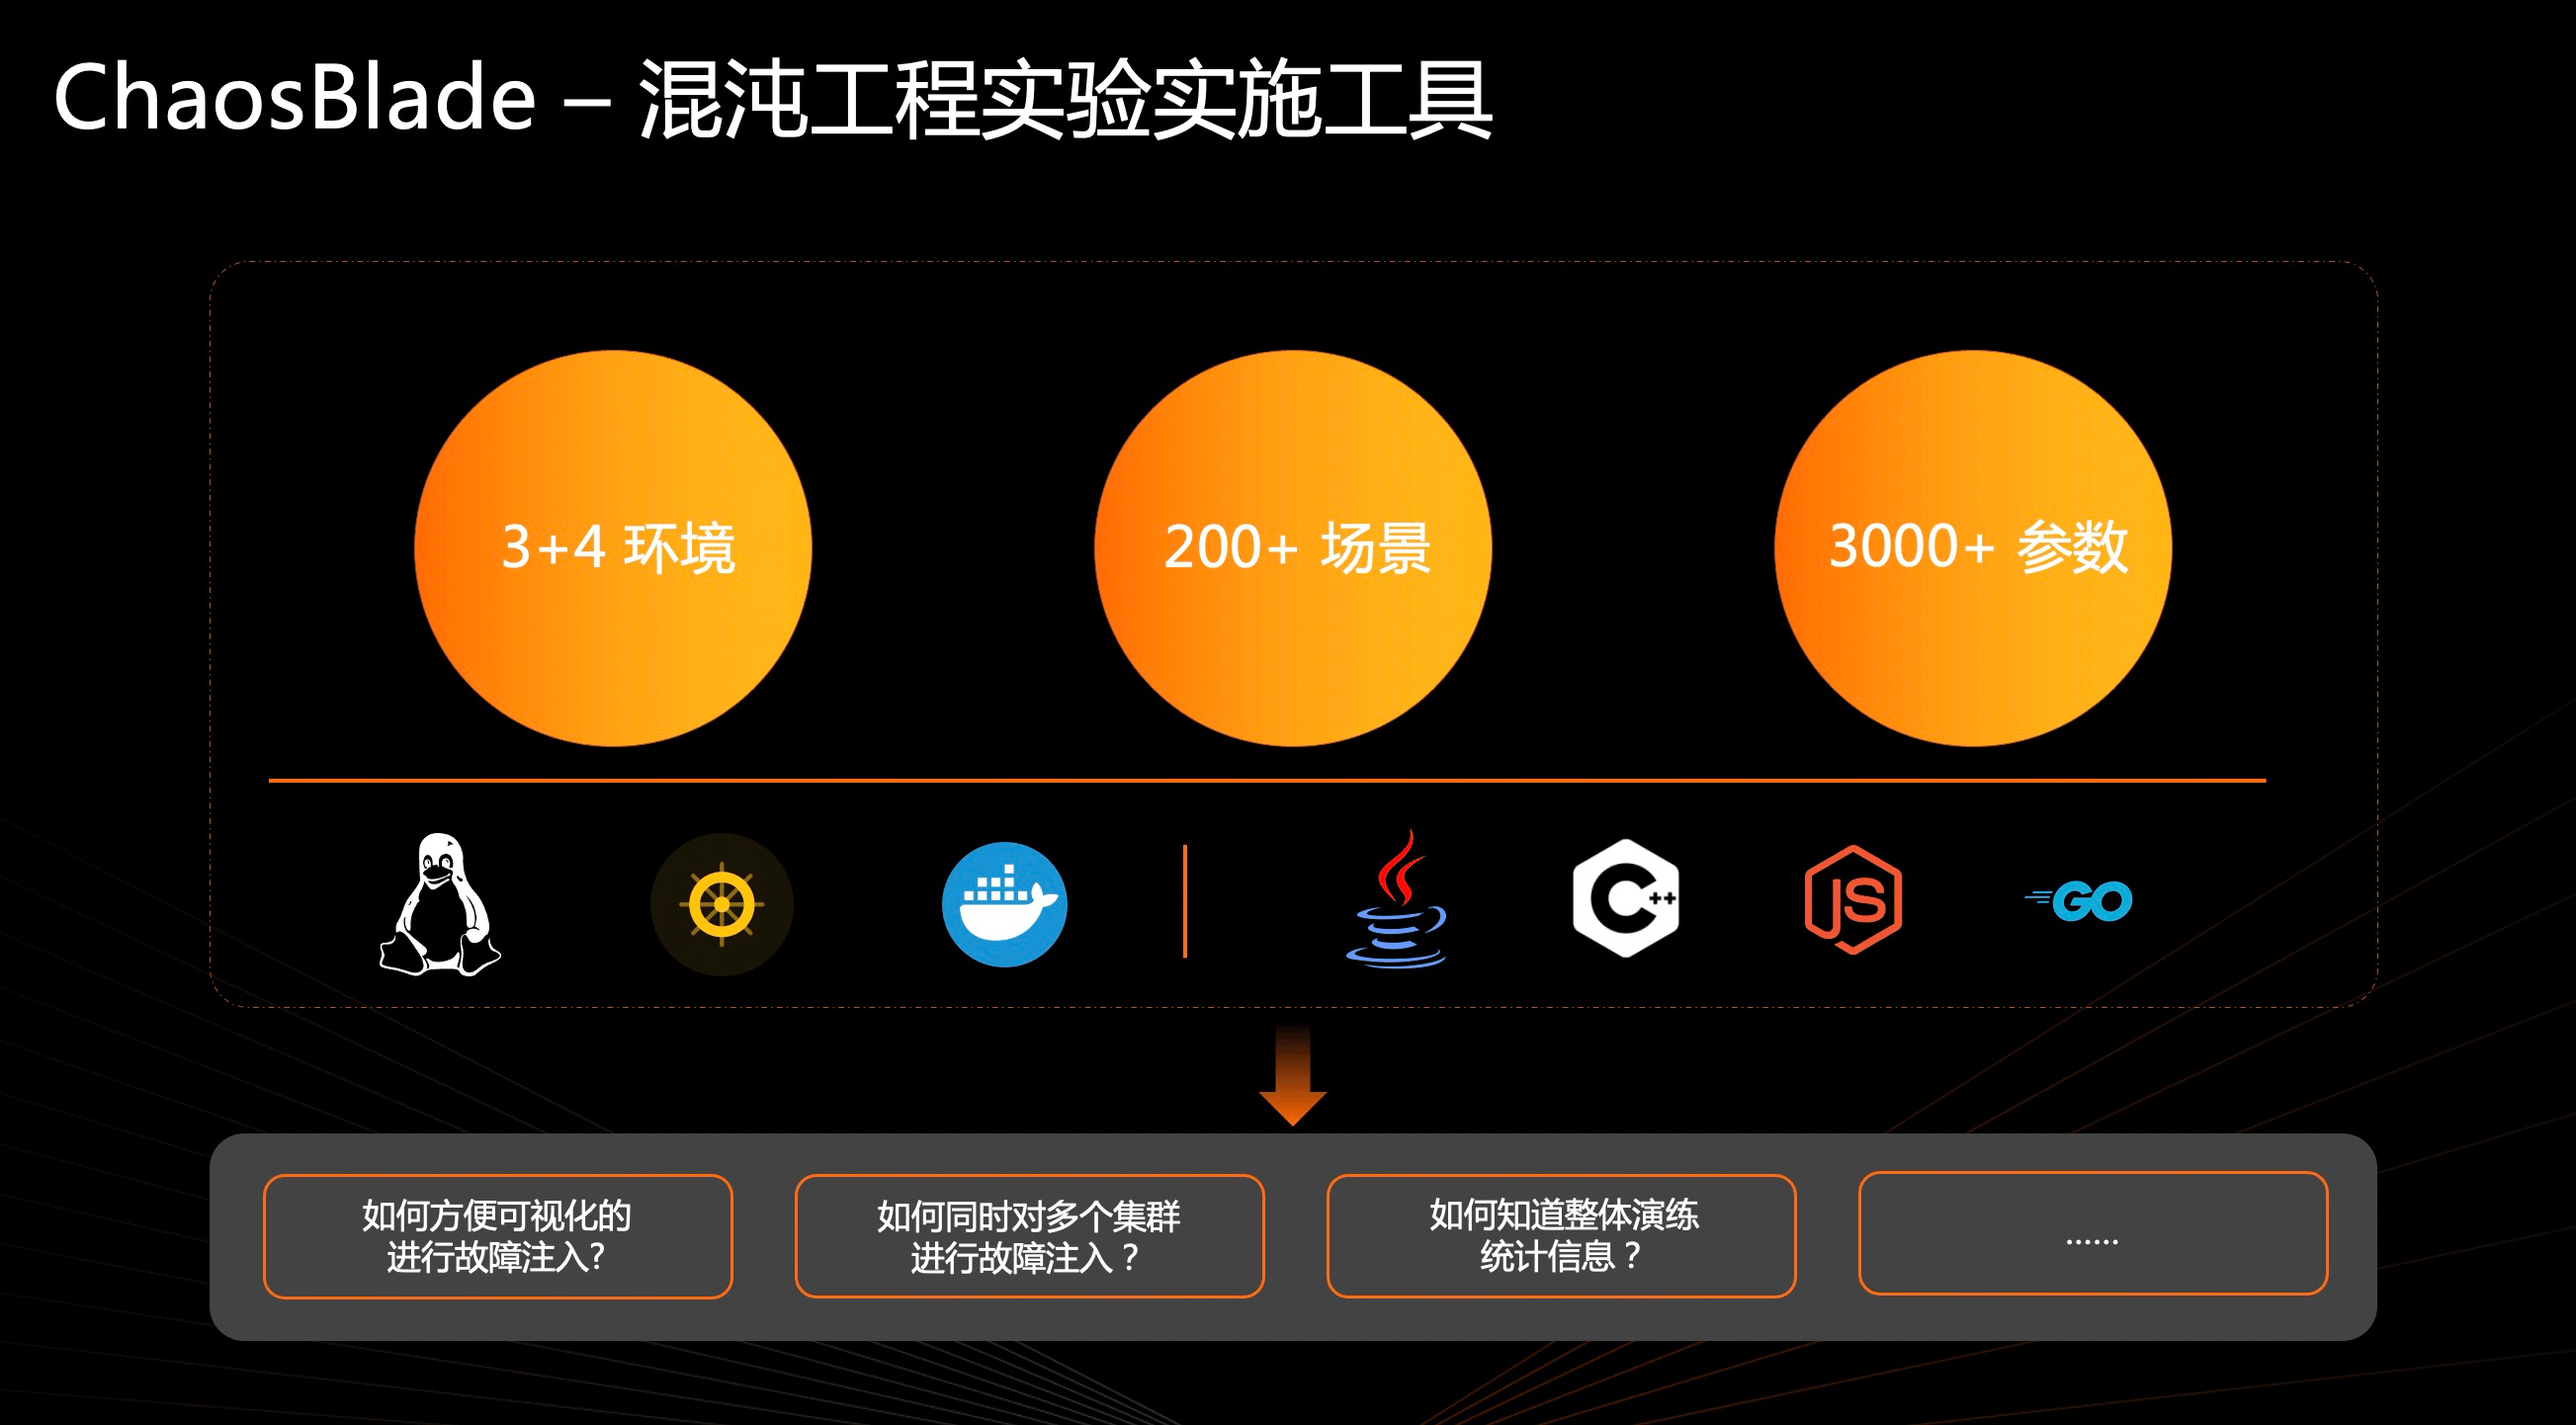 ChaosBlade – 混沌工程实验实施工具
3+4 环境
200+ 场景
3000+ 参数
C++
JS
GO
如何方便可视化的
进行故障注入?
如何同时对多个集群
进行故障注入？
如何知道整体演练
统计信息？
......